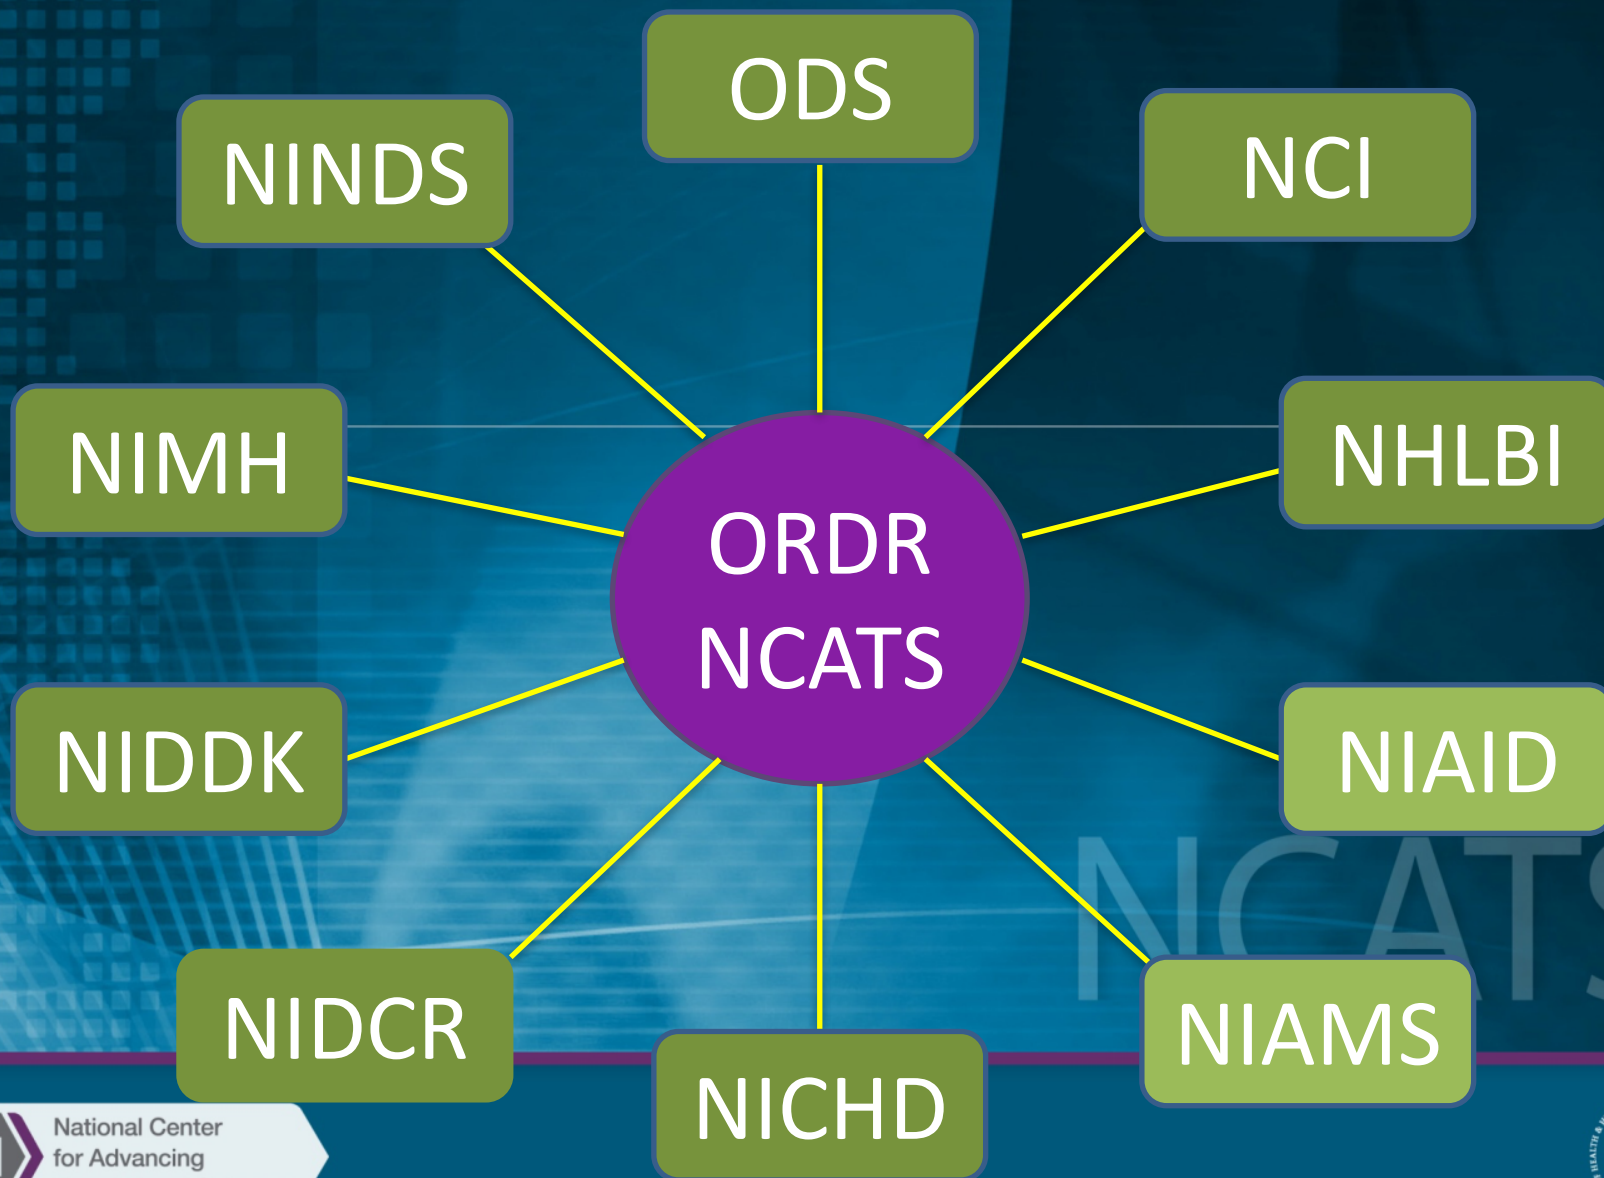 ODS
NINDS
NCI
NIMH
NHLBI
ORDR
NCATS
NIDDK
NIAID
NCATS
NIDCR
NIAMS
NICHD
National Center
for Advancing